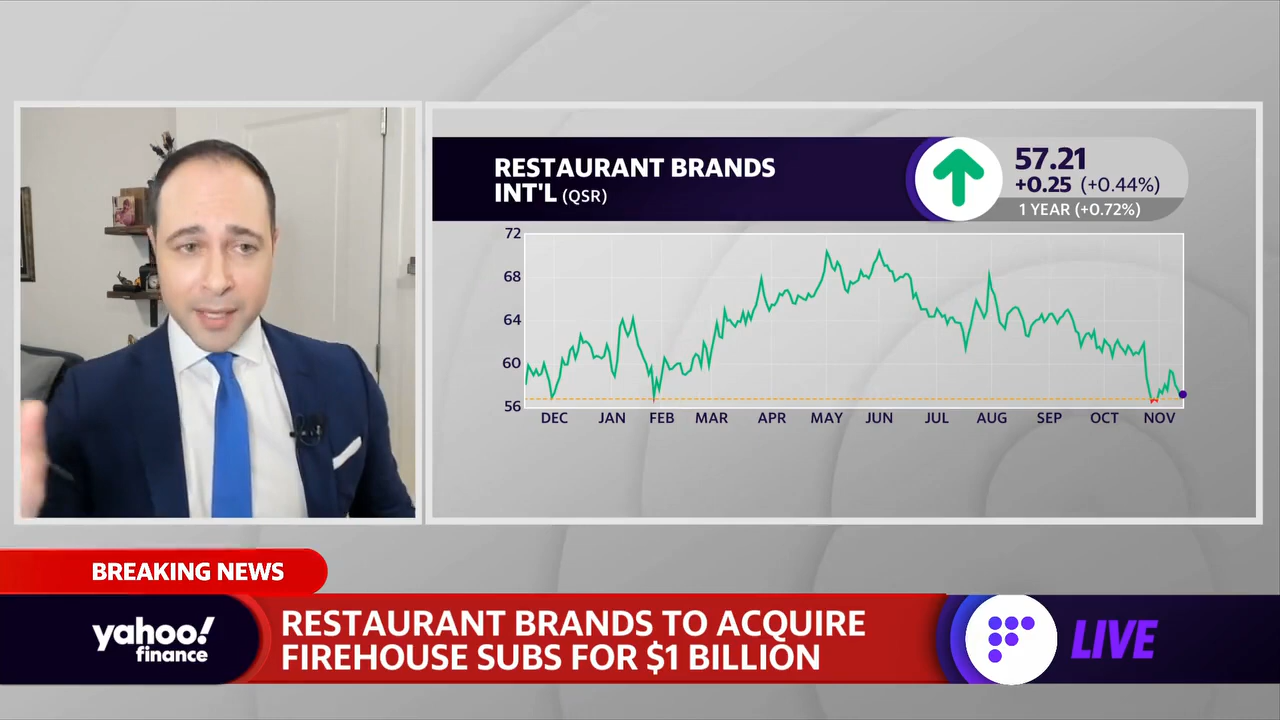 RESTAURANT BRANDS
INT'L (QSR)
57.21
+0.25 (+0.44%)
1 YEAR (+0.72%)
72
68
64
60
56
DEC JAN FEB MAR APR MAY JUN JUL AUG SEP OCT NOV
BREAKING NEWS
yahoo!
finance
RESTAURANT BRANDS TO ACQUIRE
FIREHOUSE SUBS FOR $1 BILLION
LIVE